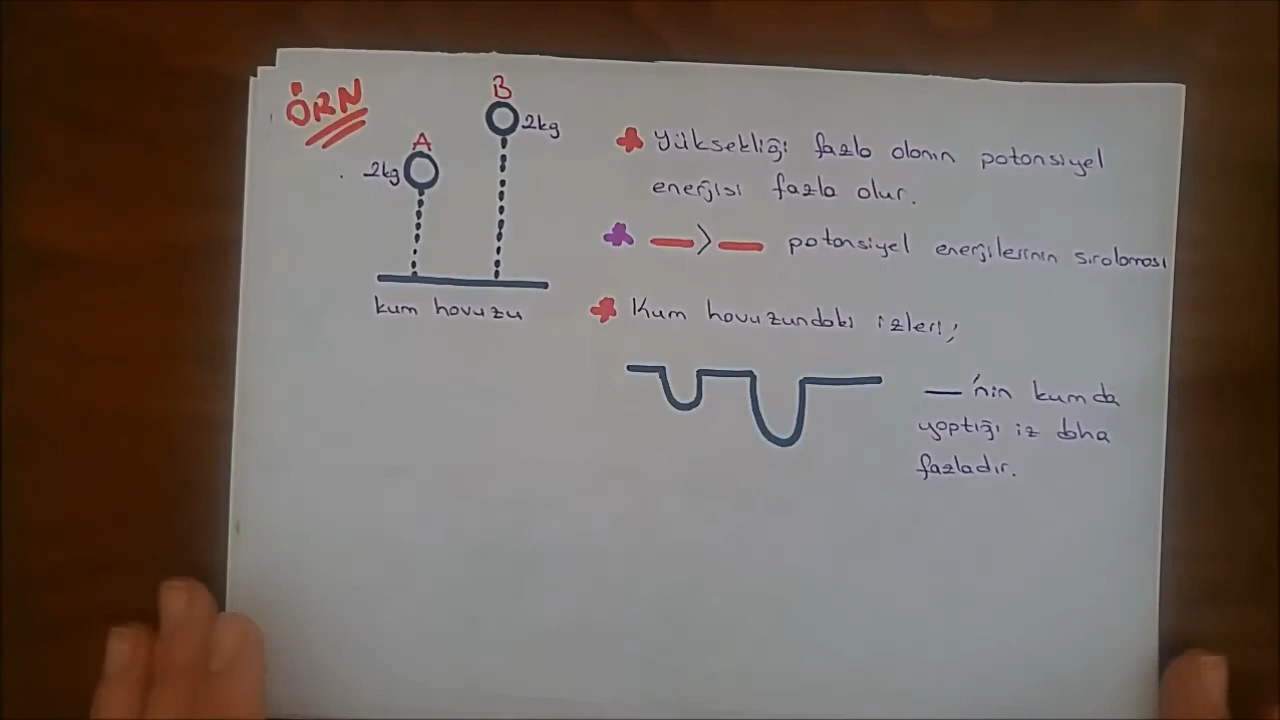 ÖRN
A
2kg
B
2kg
kum havuzu
Yüksekliği fazla olanın potansiyel
enerjisi fazla olur.
— > — potansiyel enerjilerinin sıralaması
Kum havuzundaki izleri;
—'nin kumda
yaptığı iz daha
fazladır.